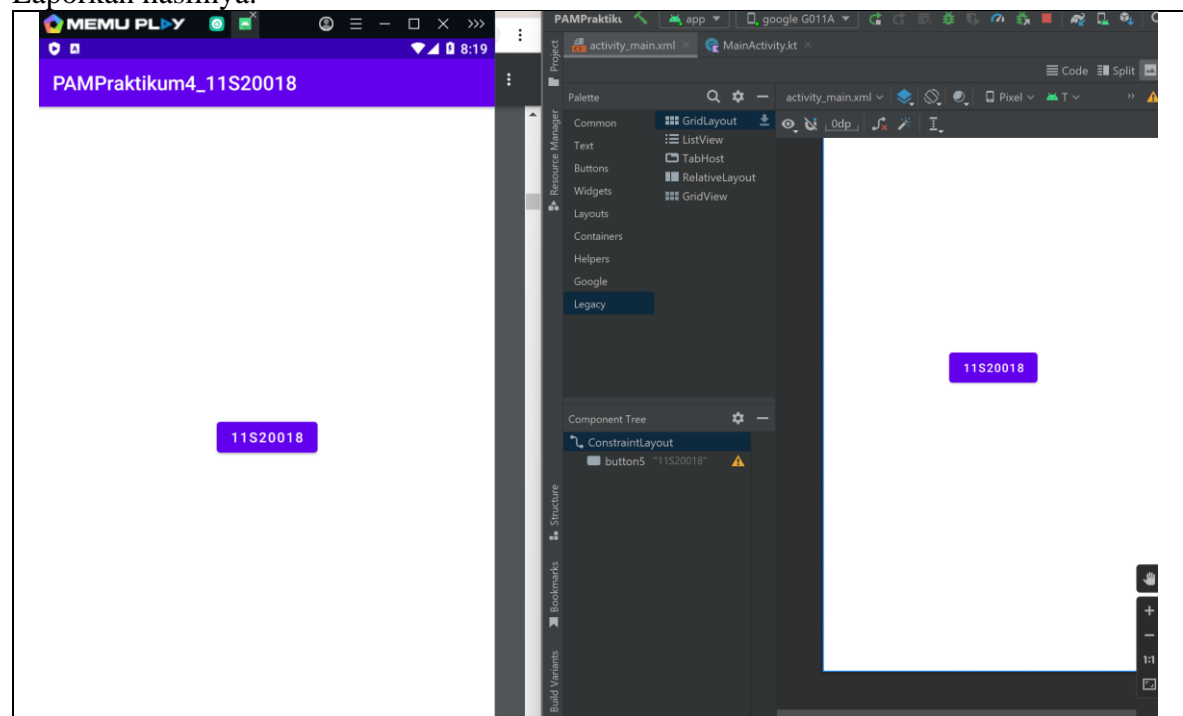 Laporkan hasilnya.
MEMU PLAY
8:19
PAMPraktikum4_11S20018
11S20018
PAMPraktiku
app
google G011A
activity_main.xml
MainActivity.kt
Code
Split
Palette
activity_main.xml
Pixel
T
0dp
Common
Text
Buttons
Widgets
Layouts
Containers
Helpers
Google
Legacy
GridLayout
ListView
TabHost
RelativeLayout
GridView
11S20018
Component Tree
ConstraintLayout
button5 "11S20018"
1:1
Project
Resource Manager
Structure
Bookmarks
Build Variants